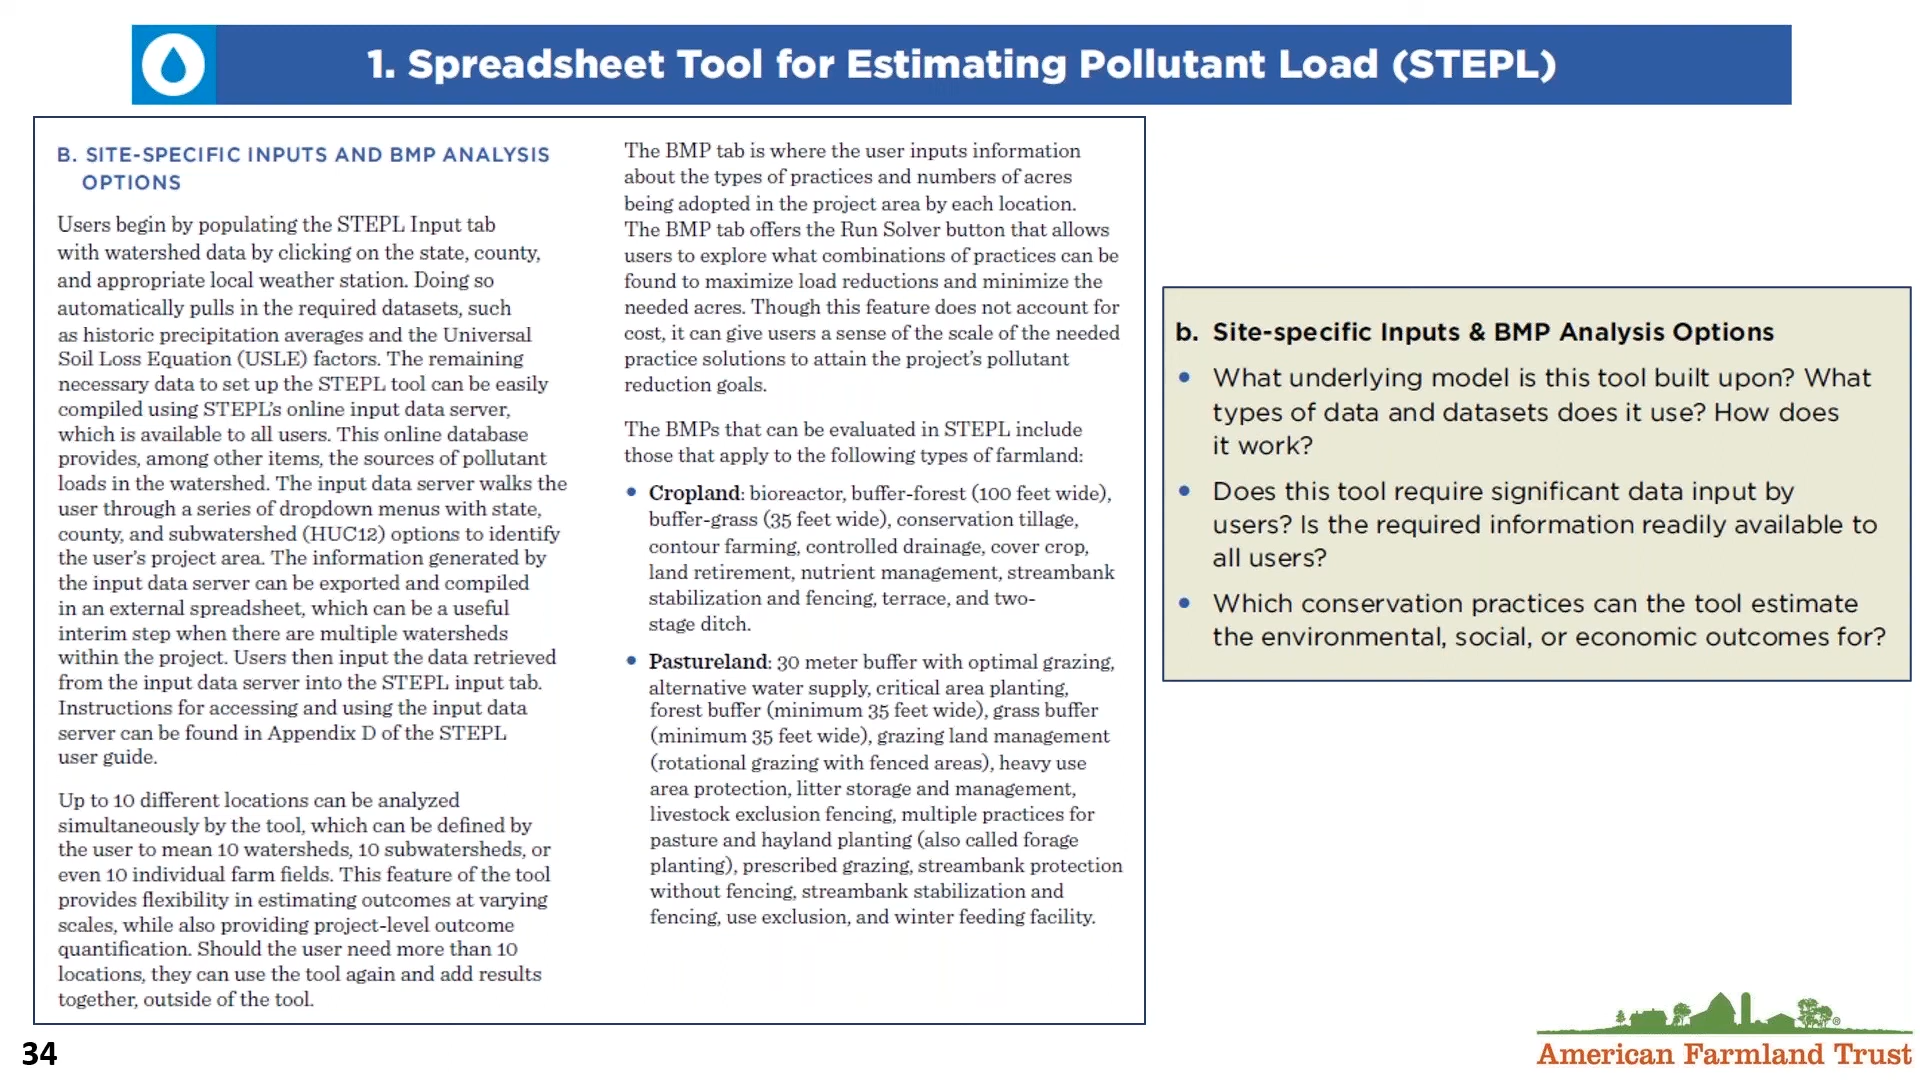 1. Spreadsheet Tool for Estimating Pollutant Load (STEPL)
B. SITE-SPECIFIC INPUTS AND BMP ANALYSIS
OPTIONS
Users begin by populating the STEPL Input tab
with watershed data by clicking on the state, county,
and appropriate local weather station. Doing so
automatically pulls in the required datasets, such
as historic precipitation averages and the Universal
Soil Loss Equation (USLE) factors. The remaining
necessary data to set up the STEPL tool can be easily
compiled using STEPL’s online input data server,
which is available to all users. This online database
provides, among other items, the sources of pollutant
loads in the watershed. The input data server walks the
user through a series of dropdown menus with state,
county, and subwatershed (HUC12) options to identify
the user’s project area. The information generated by
the input data server can be exported and compiled
in an external spreadsheet, which can be a useful
interim step when there are multiple watersheds
within the project. Users then input the data retrieved
from the input data server into the STEPL input tab.
Instructions for accessing and using the input data
server can be found in Appendix D of the STEPL
user guide.
Up to 10 different locations can be analyzed
simultaneously by the tool, which can be defined by
the user to mean 10 watersheds, 10 subwatersheds, or
even 10 individual farm fields. This feature of the tool
provides flexibility in estimating outcomes at varying
scales, while also providing project-level outcome
quantification. Should the user need more than 10
locations, they can use the tool again and add results
together, outside of the tool.
The BMP tab is where the user inputs information
about the types of practices and numbers of acres
being adopted in the project area by each location.
The BMP tab offers the Run Solver button that allows
users to explore what combinations of practices can be
found to maximize load reductions and minimize the
needed acres. Though this feature does not account for
cost, it can give users a sense of the scale of the needed
practice solutions to attain the project’s pollutant
reduction goals.
The BMPs that can be evaluated in STEPL include
those that apply to the following types of farmland:
• Cropland: bioreactor, buffer-forest (100 feet wide),
buffer-grass (35 feet wide), conservation tillage,
contour farming, controlled drainage, cover crop,
land retirement, nutrient management, streambank
stabilization and fencing, terrace, and two-
stage ditch.
• Pastureland: 30 meter buffer with optimal grazing,
alternative water supply, critical area planting,
forest buffer (minimum 35 feet wide), grass buffer
(minimum 35 feet wide), grazing land management
(rotational grazing with fenced areas), heavy use
area protection, litter storage and management,
livestock exclusion fencing, multiple practices for
pasture and hayland planting (also called forage
planting), prescribed grazing, streambank protection
without fencing, streambank stabilization and
fencing, use exclusion, and winter feeding facility.
b. Site-specific Inputs & BMP Analysis Options
• What underlying model is this tool built upon? What
types of data and datasets does it use? How does
it work?
• Does this tool require significant data input by
users? Is the required information readily available to
all users?
• Which conservation practices can the tool estimate
the environmental, social, or economic outcomes for?
34
®
American Farmland Trust